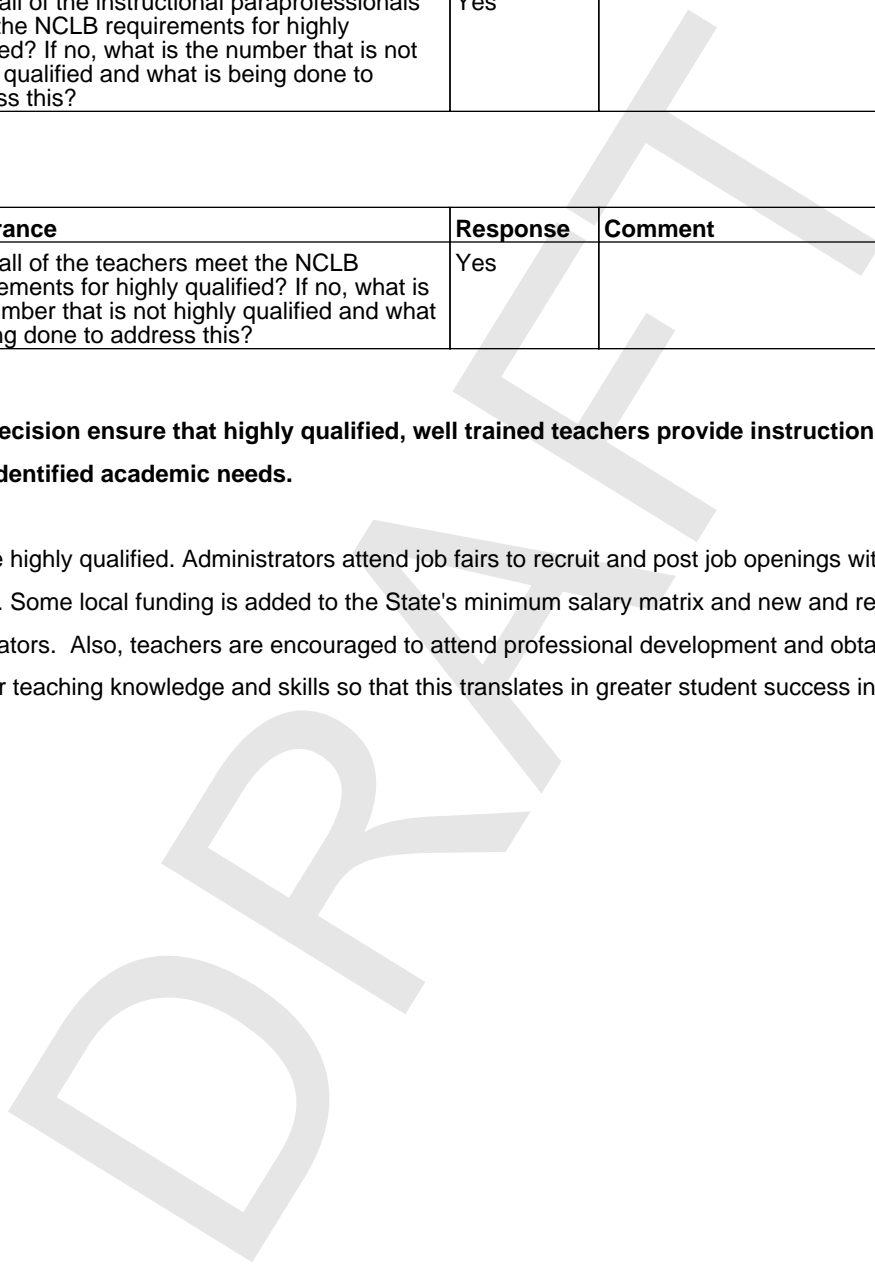 all of the instructional paraprofessionals Yes
the NCLB requirements for highly
ed? If no, what is the number that is not
qualified and what is being done to
ss this?
rance Response Comment
all of the teachers meet the NCLB Yes
ements for highly qualified? If no, what is
mber that is not highly qualified and what
ng done to address this?
ecision ensure that highly qualified, well trained teachers provide instruction
dentified academic needs.
e highly qualified. Administrators attend job fairs to recruit and post job openings wit
. Some local funding is added to the State's minimum salary matrix and new and re
ators.  Also, teachers are encouraged to attend professional development and obta
r teaching knowledge and skills so that this translates in greater student success in
DRAFT